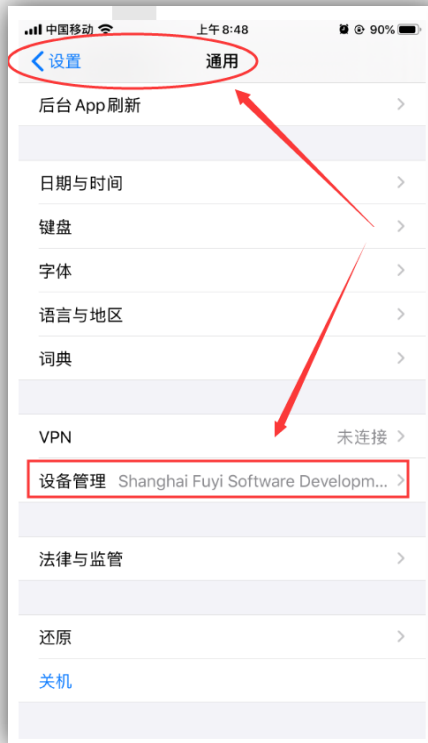 中国移动 上午8:48 90%
设置 通用
后台App刷新
日期与时间
键盘
字体
语言与地区
词典
VPN 未连接
设备管理 Shanghai Fuyi Software Developm...
法律与监管
还原
关机